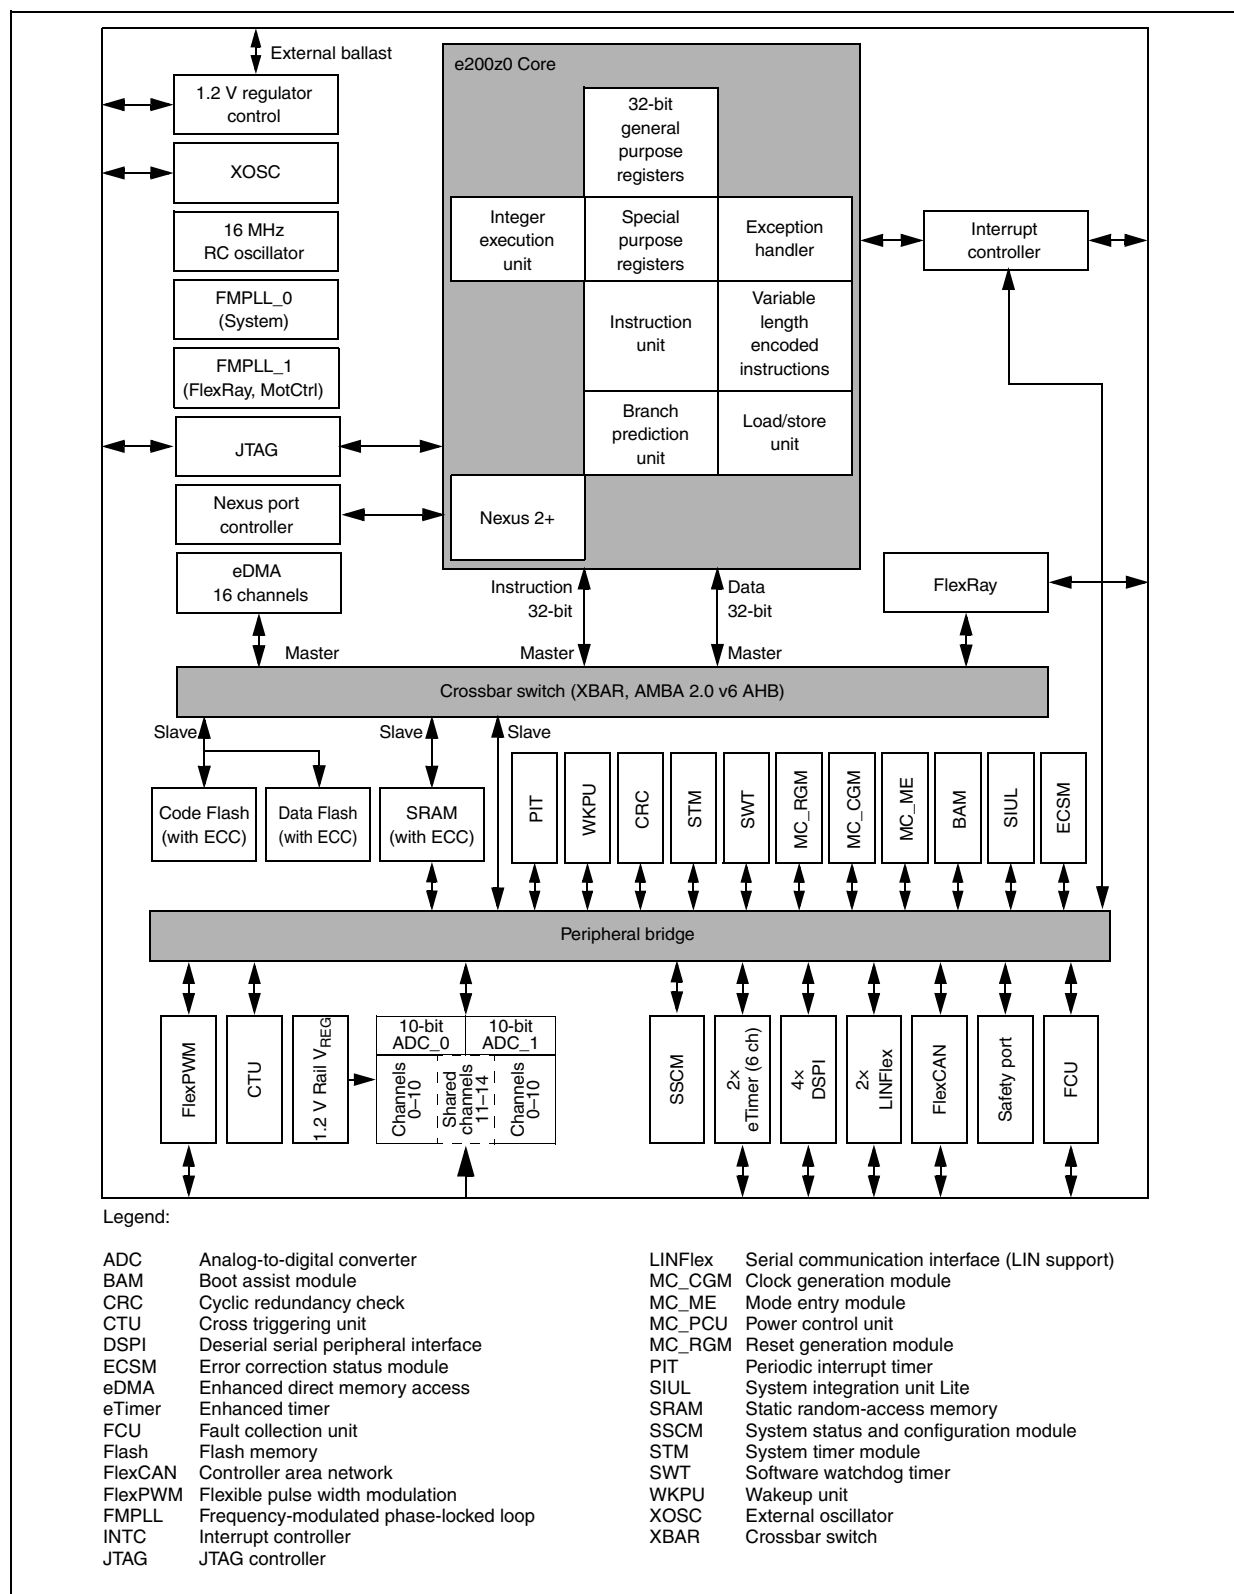 External ballast
1.2 V regulator
control
XOSC
16 MHz
RC oscillator
FMPLL_0
(System)
FMPLL_1
(FlexRay, MotCtrl)
JTAG
Nexus port
controller
eDMA
16 channels
e200z0 Core
32-bit
general
purpose
registers
Integer
execution
unit
Special
purpose
registers
Exception
handler
Instruction
unit
Variable
length
encoded
instructions
Branch
prediction
unit
Load/store
unit
Nexus 2+
Interrupt
controller
FlexRay
Instruction
32-bit
Data
32-bit
Master
Master
Master
Crossbar switch (XBAR, AMBA 2.0 v6 AHB)
Slave
Slave
Slave
Code Flash
(with ECC)
Data Flash
(with ECC)
SRAM
(with ECC)
PIT
WKPU
CRC
STM
SWT
MC_RGM
MC_CGM
MC_ME
BAM
SIUL
ECSM
Peripheral bridge
FlexPWM
CTU
1.2 V Rail VREG
10-bit
ADC_0
10-bit
ADC_1
Channels
0–10
Shared
channels
11–14
Channels
0–10
SSCM
2×
eTimer (6 ch)
4×
DSPI
2×
LINFlex
FlexCAN
Safety port
FCU
Legend:
ADC Analog-to-digital converter
BAM Boot assist module
CRC Cyclic redundancy check
CTU Cross triggering unit
DSPI Deserial serial peripheral interface
ECSM Error correction status module
eDMA Enhanced direct memory access
eTimer Enhanced timer
FCU Fault collection unit
Flash Flash memory
FlexCAN Controller area network
FlexPWM Flexible pulse width modulation
FMPLL Frequency-modulated phase-locked loop
INTC Interrupt controller
JTAG JTAG controller
LINFlex Serial communication interface (LIN support)
MC_CGM Clock generation module
MC_ME Mode entry module
MC_PCU Power control unit
MC_RGM Reset generation module
PIT Periodic interrupt timer
SIUL System integration unit Lite
SRAM Static random-access memory
SSCM System status and configuration module
STM System timer module
SWT Software watchdog timer
WKPU Wakeup unit
XOSC External oscillator
XBAR Crossbar switch